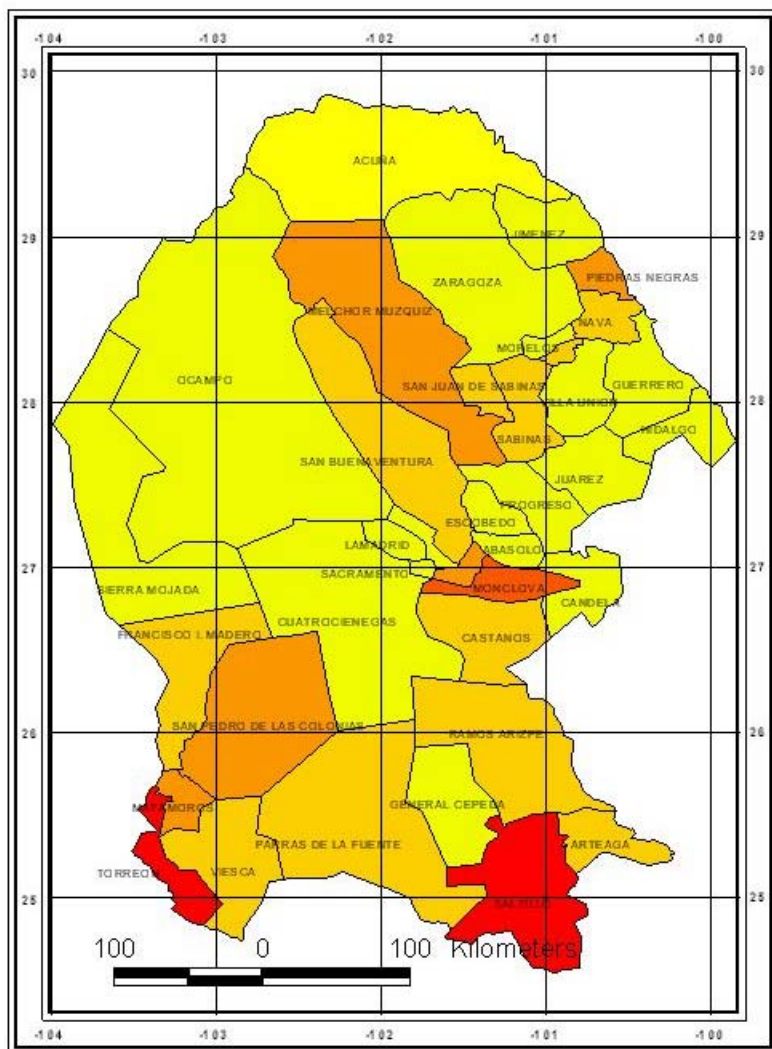 -104 -103 -102 -101 -100
30 30
ACUÑA
29 29
JIMENEZ
PIEDRAS NEGRAS
ZARAGOZA
MELCHOR MUZQUIZ
NAVA
MORELOS
28 OCAMPO SAN JUAN DE SABINAS GUERRERO 28
VILLA UNION
HIDALGO
SABINAS
SAN BUENAVENTURA
JUAREZ
PROGRESO
ESCOBEDO
LAMADRID ABASOLO
27 SACRAMENTO 27
SIERRA MOJADA MONCLOVA
CANDELA
CUATROCIENEGAS
FRANCISCO I. MADERO CASTANOS
26 SAN PEDRO DE LAS COLONIAS 26
RAMOS ARIZPE
MATAMOROS GENERAL CEPEDA
PARRAS DE LA FUENTE ARTEAGA
TORREON VIESCA
25 SALTILLO 25
100 0 100 Kilometers
-104 -103 -102 -101 -100